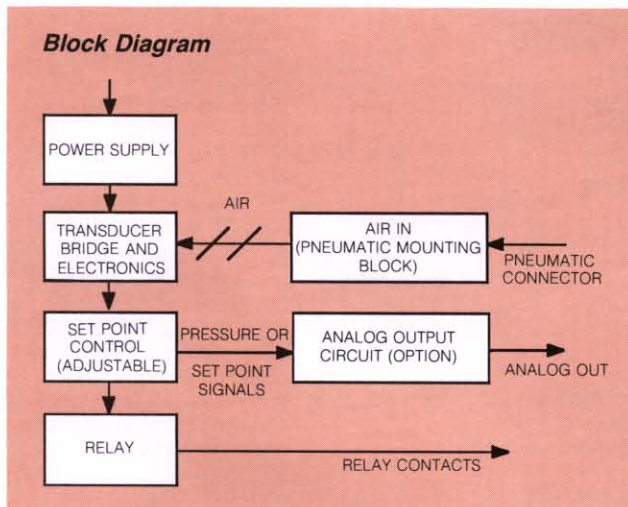 Block Diagram
POWER SUPPLY
AIR
TRANSDUCER
BRIDGE AND
ELECTRONICS
AIR IN
(PNEUMATIC MOUNTING
BLOCK)
PNEUMATIC
CONNECTOR
SET POINT
CONTROL
(ADJUSTABLE)
PRESSURE OR
SET POINT
SIGNALS
ANALOG OUTPUT
CIRCUIT (OPTION)
ANALOG OUT
RELAY
RELAY CONTACTS